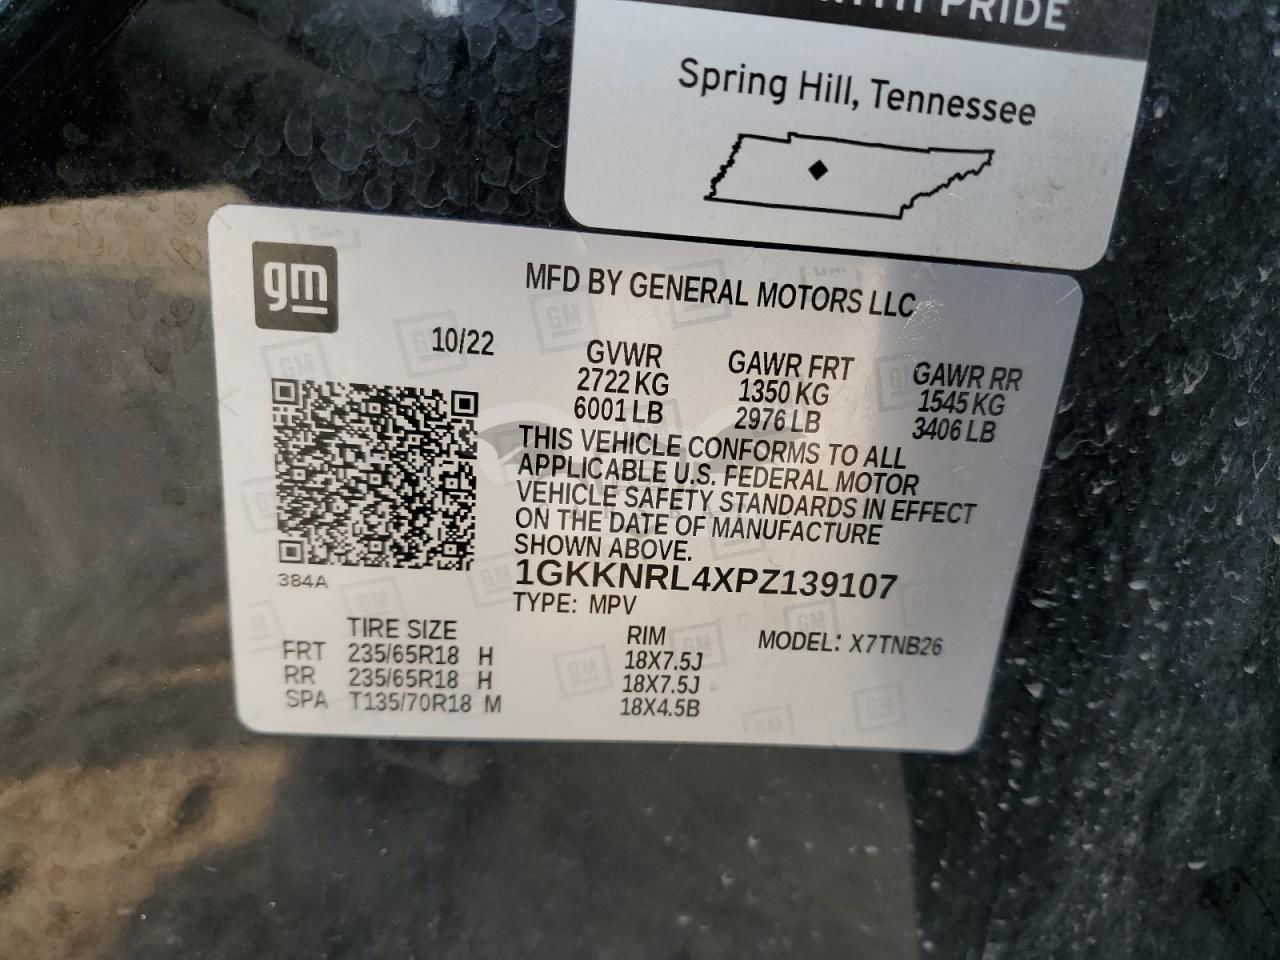 WITH PRIDE
Spring Hill, Tennessee
gm
MFD BY GENERAL MOTORS LLC
10/22
GVWR GAWR FRT GAWR RR
2722 KG 1350 KG 1545 KG
6001 LB 2976 LB 3406 LB
THIS VEHICLE CONFORMS TO ALL
APPLICABLE U.S. FEDERAL MOTOR
VEHICLE SAFETY STANDARDS IN EFFECT
ON THE DATE OF MANUFACTURE
SHOWN ABOVE.
384A
1GKKNRL4XPZ139107
TYPE: MPV
TIRE SIZE RIM MODEL: X7TNB26
FRT 235/65R18 H 18X7.5J
RR 235/65R18 H 18X7.5J
SPA T135/70R18 M 18X4.5B